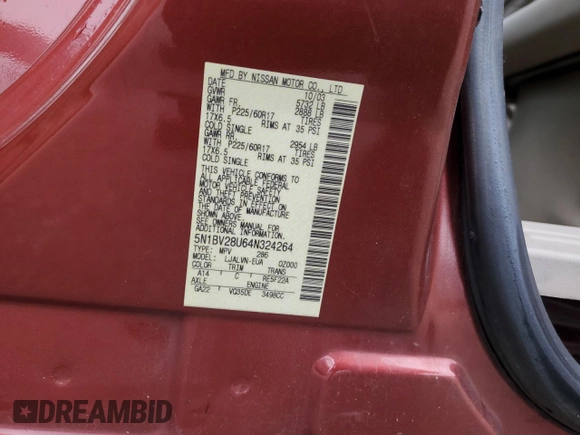 MFD BY NISSAN MOTOR CO., LTD
DATE 10/03
GVWR 5732 LB
GAWR FR. 2888 LB
WITH P225/60R17 TIRES
17X6.5 RIMS AT 35 PSI
COLD SINGLE
GAWR RR. 2954 LB
WITH P225/60R17 TIRES
17X6.5 RIMS AT 35 PSI
COLD SINGLE
THIS VEHICLE CONFORMS TO
ALL APPLICABLE FEDERAL
MOTOR VEHICLE SAFETY
AND THEFT PREVENTION
STANDARDS IN EFFECT ON
THE DATE OF MANUFACTURE
SHOWN ABOVE.
ADDITIONAL INFORMATION.
5N1BV28U64N324264
TYPE: MPV 286
MODEL: LJALVN-EUA OZ000
COLOR TRIM TRANS
A14 C RE5F22A
AXLE ENGINE
GA22 VQ35DE 3498CC
DREAMBID